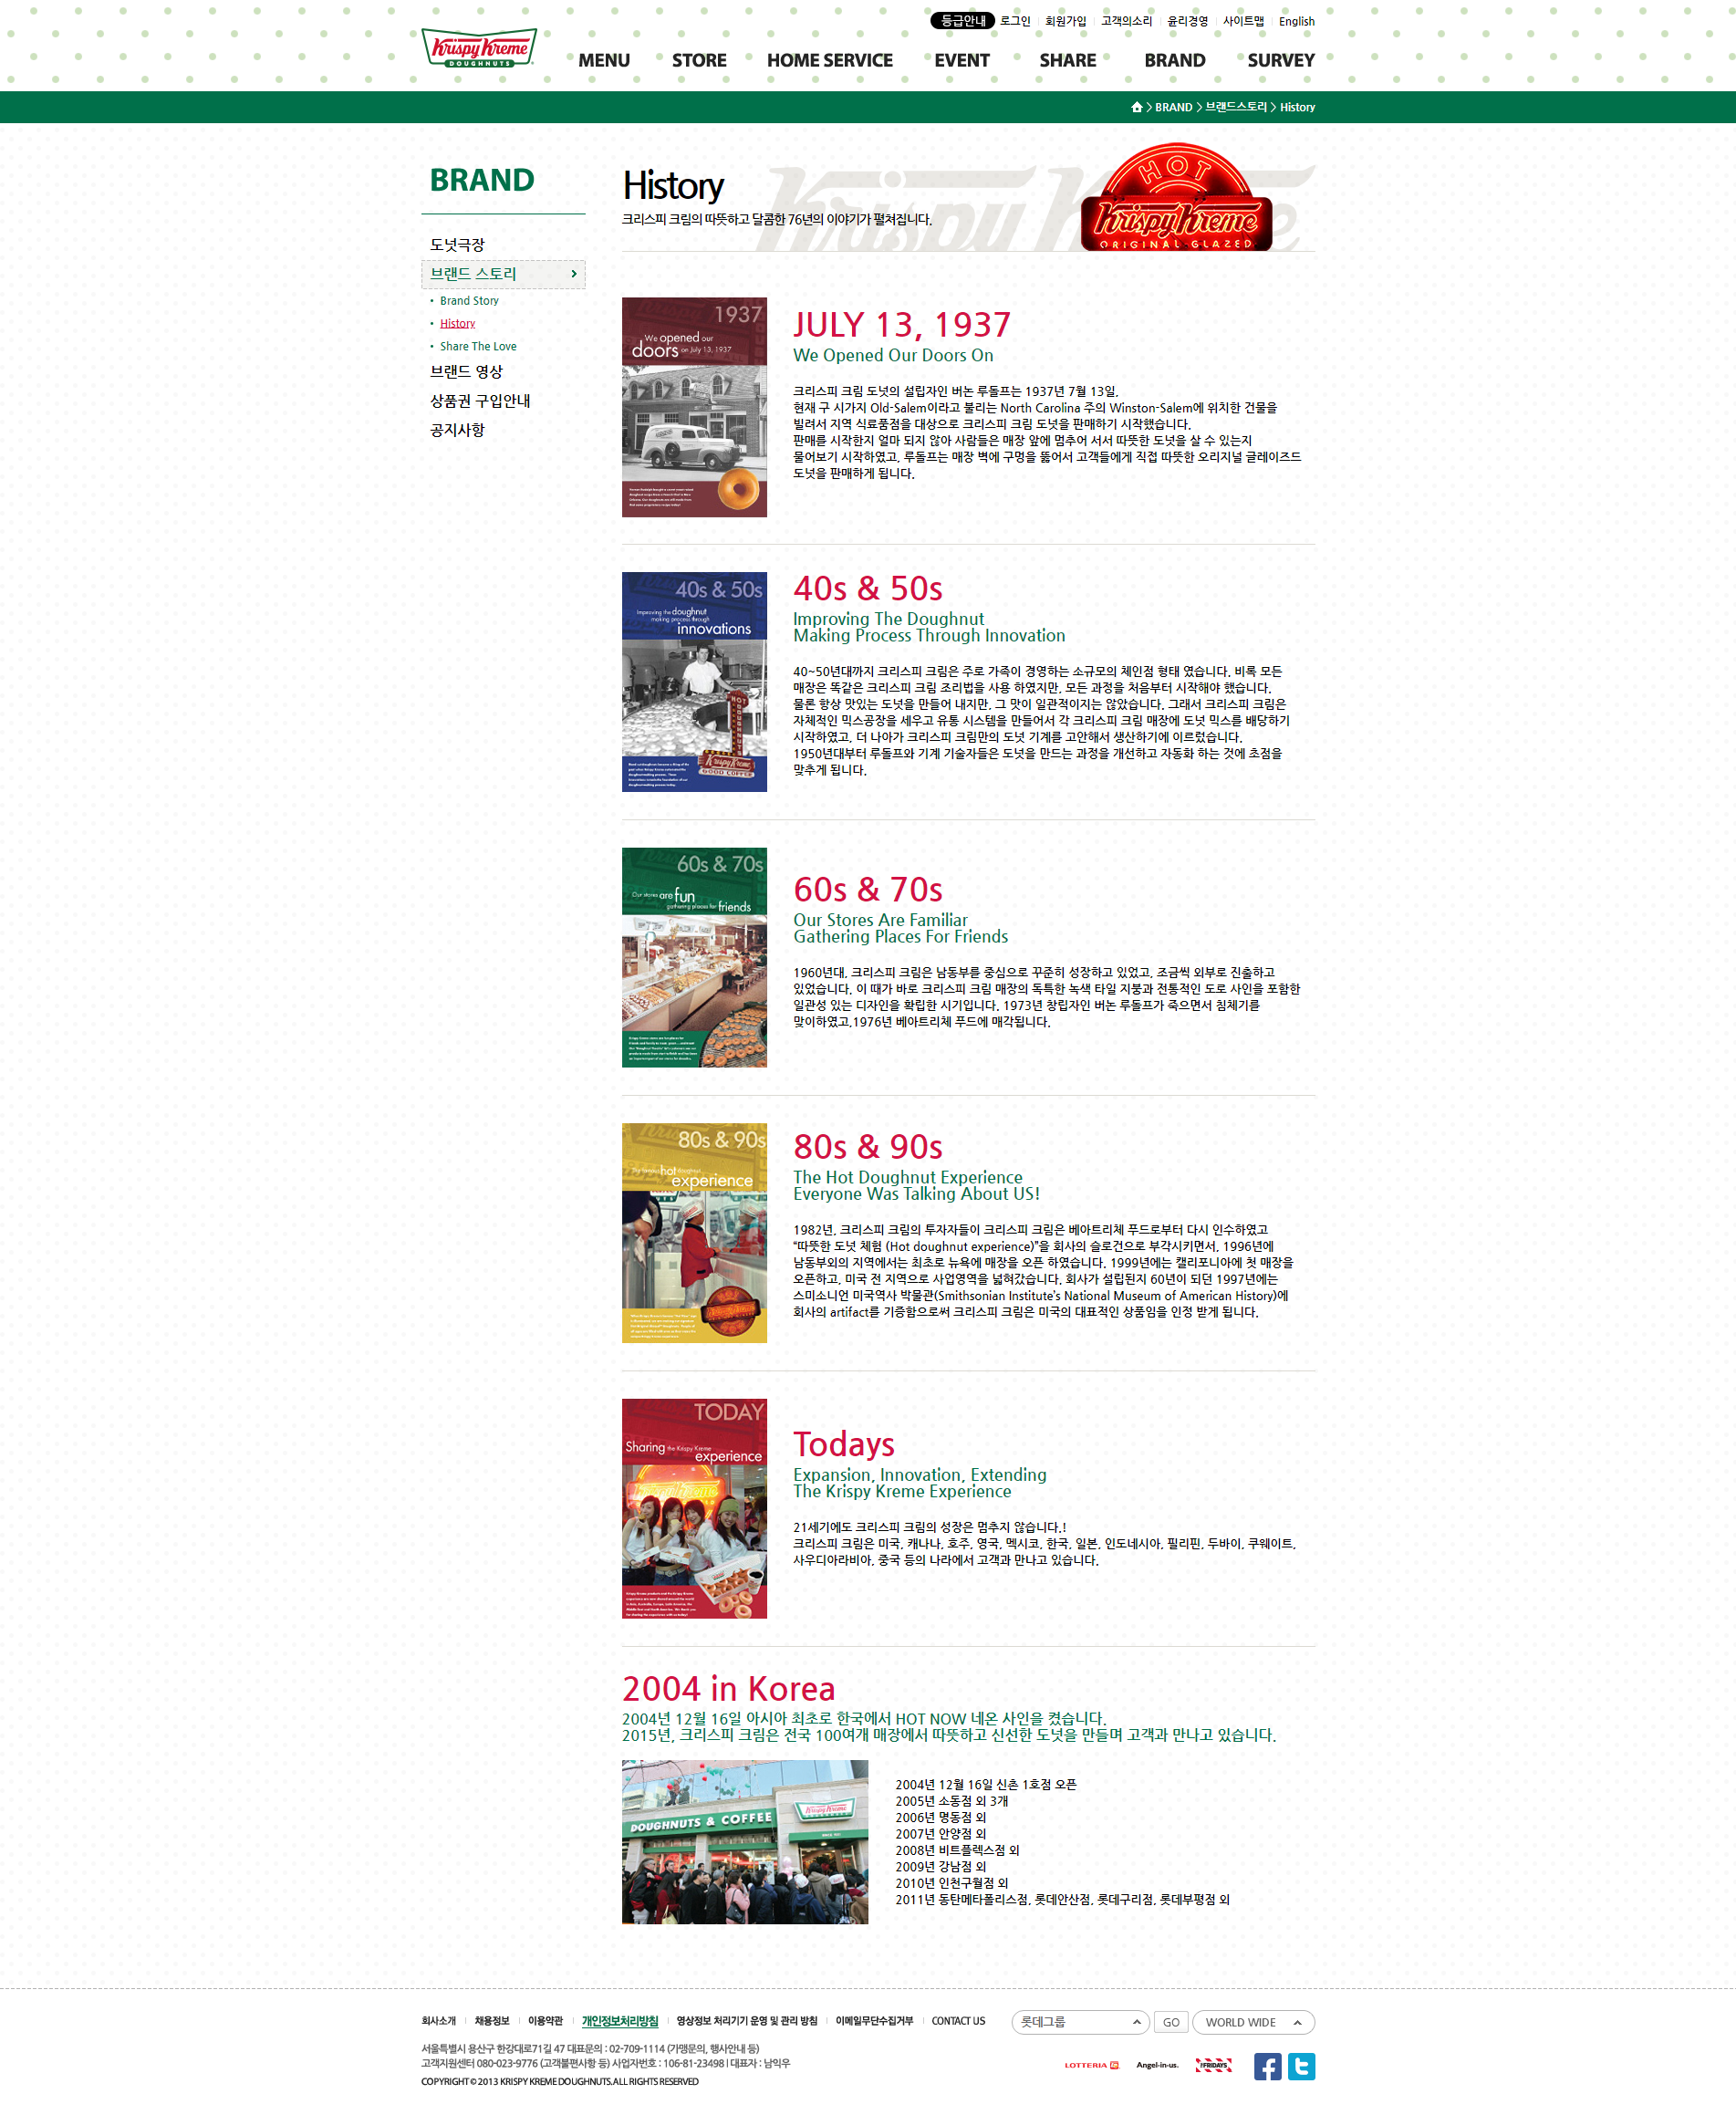 등급안내 로그인 회원가입 고객의소리 윤리경영 사이트맵 English
Krispy Kreme
DOUGHNUTS
MENU STORE HOME SERVICE EVENT SHARE BRAND SURVEY
> BRAND > 브랜드스토리 > History
BRAND
도넛극장
브랜드 스토리
• Brand Story
• History
• Share The Love
브랜드 영상
상품권 구입안내
공지사항
History
크리스피 크림의 따뜻하고 달콤한 76년의 이야기가 펼쳐집니다.
Krispy Kreme
HOT
Krispy Kreme
ORIGINAL GLAZED
1937
We opened our
doors on July 13, 1937
JULY 13, 1937
We Opened Our Doors On
크리스피 크림 도넛의 설립자인 버논 루돌프는 1937년 7월 13일,
현재 구 시가지 Old-Salem이라고 불리는 North Carolina 주의 Winston-Salem에 위치한 건물을
빌려서 지역 식료품점을 대상으로 크리스피 크림 도넛을 판매하기 시작했습니다.
판매를 시작한지 얼마 되지 않아 사람들은 매장 앞에 멈추어 서서 따뜻한 도넛을 살 수 있는지
물어보기 시작하였고, 루돌프는 매장 벽에 구멍을 뚫어서 고객들에게 직접 따뜻한 오리지널 글레이즈드
도넛을 판매하게 됩니다.
40s & 50s
Improving the doughnut
making process through
innovations
HOT DOUGHNUTS
Krispy Kreme
GOOD COFFEE
40s & 50s
Improving The Doughnut
Making Process Through Innovation
40~50년대까지 크리스피 크림은 주로 가족이 경영하는 소규모의 체인점 형태 였습니다. 비록 모든
매장은 똑같은 크리스피 크림 조리법을 사용 하였지만, 모든 과정을 처음부터 시작해야 했습니다.
물론 항상 맛있는 도넛을 만들어 내지만, 그 맛이 일관적이지는 않았습니다. 그래서 크리스피 크림은
자체적인 믹스공장을 세우고 유통 시스템을 만들어서 각 크리스피 크림 매장에 도넛 믹스를 배당하기
시작하였고, 더 나아가 크리스피 크림만의 도넛 기계를 고안해서 생산하기에 이르렀습니다.
1950년대부터 루돌프와 기계 기술자들은 도넛을 만드는 과정을 개선하고 자동화 하는 것에 초점을
맞추게 됩니다.
60s & 70s
Our stores are fun
gathering places for friends
60s & 70s
Our Stores Are Familiar
Gathering Places For Friends
1960년대, 크리스피 크림은 남동부를 중심으로 꾸준히 성장하고 있었고, 조금씩 외부로 진출하고
있었습니다. 이 때가 바로 크리스피 크림 매장의 독특한 녹색 타일 지붕과 전통적인 도로 사인을 포함한
일관성 있는 디자인을 확립한 시기입니다. 1973년 창립자인 버논 루돌프가 죽으면서 침체기를
맞이하였고,1976년 베아트리체 푸드에 매각됩니다.
80s & 90s
hot
experience
80s & 90s
The Hot Doughnut Experience
Everyone Was Talking About US!
1982년, 크리스피 크림의 투자자들이 크리스피 크림은 베아트리체 푸드로부터 다시 인수하였고
“따뜻한 도넛 체험 (Hot doughnut experience)”을 회사의 슬로건으로 부각시키면서, 1996년에
남동부외의 지역에서는 최초로 뉴욕에 매장을 오픈 하였습니다. 1999년에는 캘리포니아에 첫 매장을
오픈하고, 미국 전 지역으로 사업영역을 넓혀갔습니다. 회사가 설립된지 60년이 되던 1997년에는
스미소니언 미국역사 박물관(Smithsonian Institute’s National Museum of American History)에
회사의 artifact를 기증함으로써 크리스피 크림은 미국의 대표적인 상품임을 인정 받게 됩니다.
TODAY
Sharing the Krispy Kreme
experience
Todays
Expansion, Innovation, Extending
The Krispy Kreme Experience
21세기에도 크리스피 크림의 성장은 멈추지 않습니다.!
크리스피 크림은 미국, 캐나나, 호주, 영국, 멕시코, 한국, 일본, 인도네시아, 필리핀, 두바이, 쿠웨이트,
사우디아라비아, 중국 등의 나라에서 고객과 만나고 있습니다.
2004 in Korea
2004년 12월 16일 아시아 최초로 한국에서 HOT NOW 네온 사인을 켰습니다.
2015년, 크리스피 크림은 전국 100여개 매장에서 따뜻하고 신선한 도넛을 만들며 고객과 만나고 있습니다.
DOUGHNUTS & COFFEE
Krispy Kreme
2004년 12월 16일 신촌 1호점 오픈
2005년 소동점 외 3개
2006년 명동점 외
2007년 안양점 외
2008년 비트플렉스점 외
2009년 강남점 외
2010년 인천구월점 외
2011년 동탄메타폴리스점, 롯데안산점, 롯데구리점, 롯데부평점 외
회사소개 채용정보 이용약관 개인정보처리방침 영상정보 처리기기 운영 및 관리 방침 이메일무단수집거부 CONTACT US
롯데그룹 GO WORLD WIDE
서울특별시 용산구 한강대로71길 47 대표문의 : 02-709-1114 (가맹문의, 행사안내 등)
고객지원센터 080-023-9776 (고객불편사항 등) 사업자번호 : 106-81-23498 | 대표자 : 남익우
COPYRIGHT © 2013 KRISPY KREME DOUGHNUTS. ALL RIGHTS RESERVED
LOTTERIA Angel-in-us. FRIDAYS